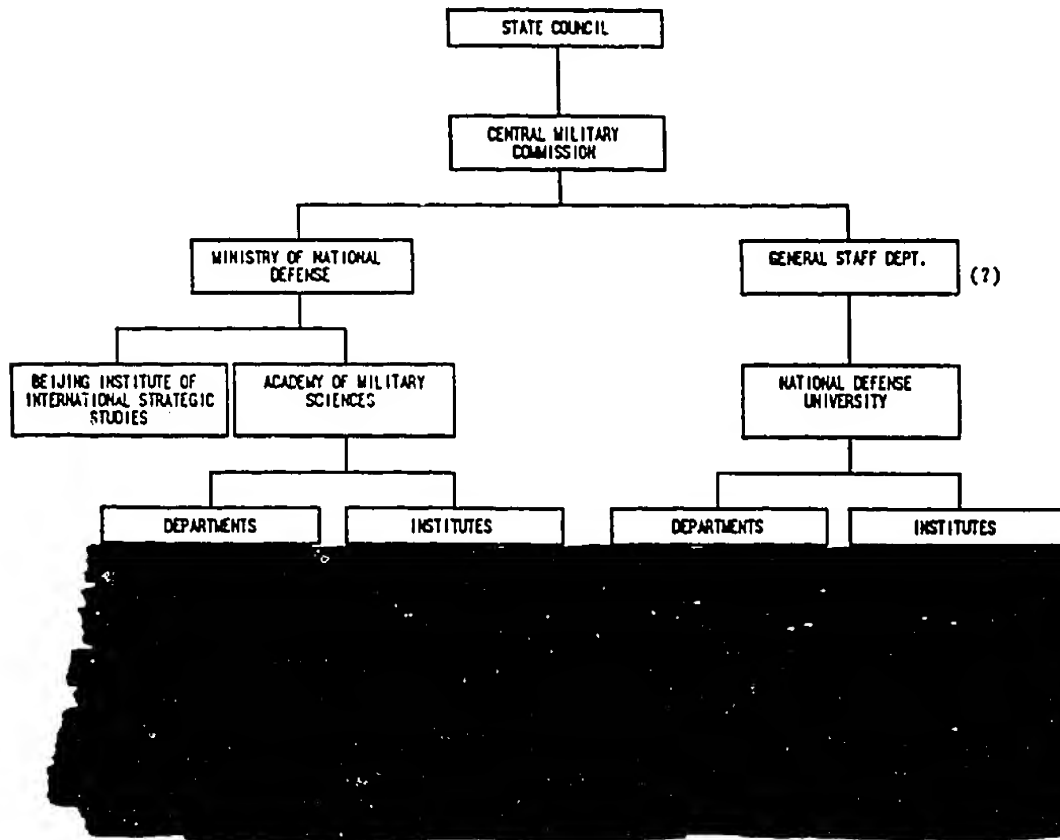 STATE COUNCIL
CENTRAL MILITARY
COMMISSION
MINISTRY OF NATIONAL
DEFENSE
GENERAL STAFF DEPT.
(?)
BEIJING INSTITUTE OF
INTERNATIONAL STRATEGIC
STUDIES
ACADEMY OF MILITARY
SCIENCES
NATIONAL DEFENSE
UNIVERSITY
DEPARTMENTS
INSTITUTES
DEPARTMENTS
INSTITUTES